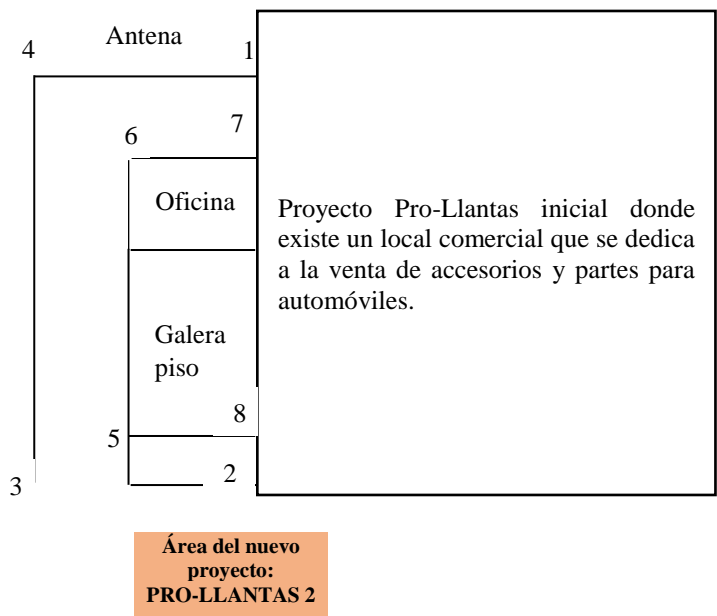 Antena
4
1
7
6
Oficina
Proyecto Pro-Llantas inicial donde
existe un local comercial que se dedica
a la venta de accesorios y partes para
automóviles.
Galera
piso
8
5
2
3
Área del nuevo
proyecto:
PRO-LLANTAS 2